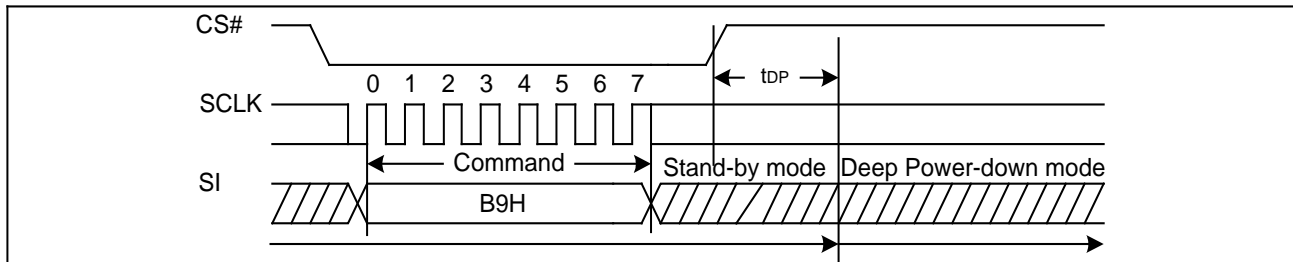 CS#
tDP
0 1 2 3 4 5 6 7
SCLK
Command
Stand-by mode Deep Power-down mode
SI
B9H